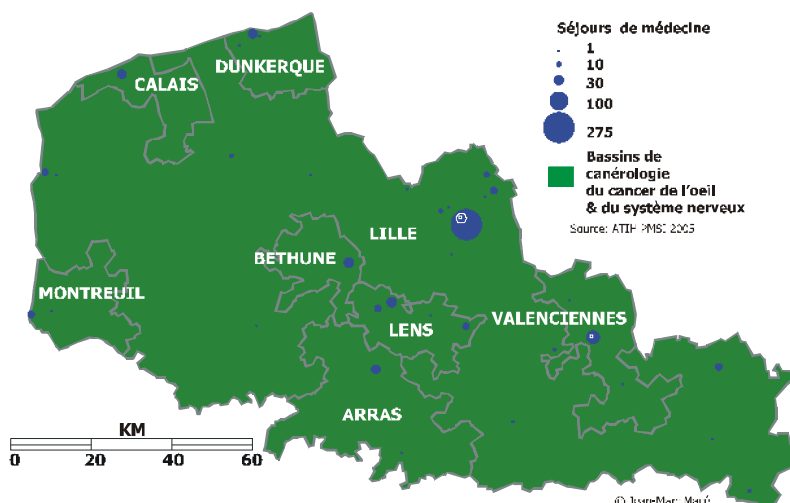 Séjours de médecine
1
10
30
100
275
Bassins de
canérologie
du cancer de l'oeil
& du système nerveux
Source: ATIH PMSI 2005
DUNKERQUE
CALAIS
LILLE
BETHUNE
MONTREUIL
VALENCIENNES
LENS
ARRAS
KM
0 20 40 60